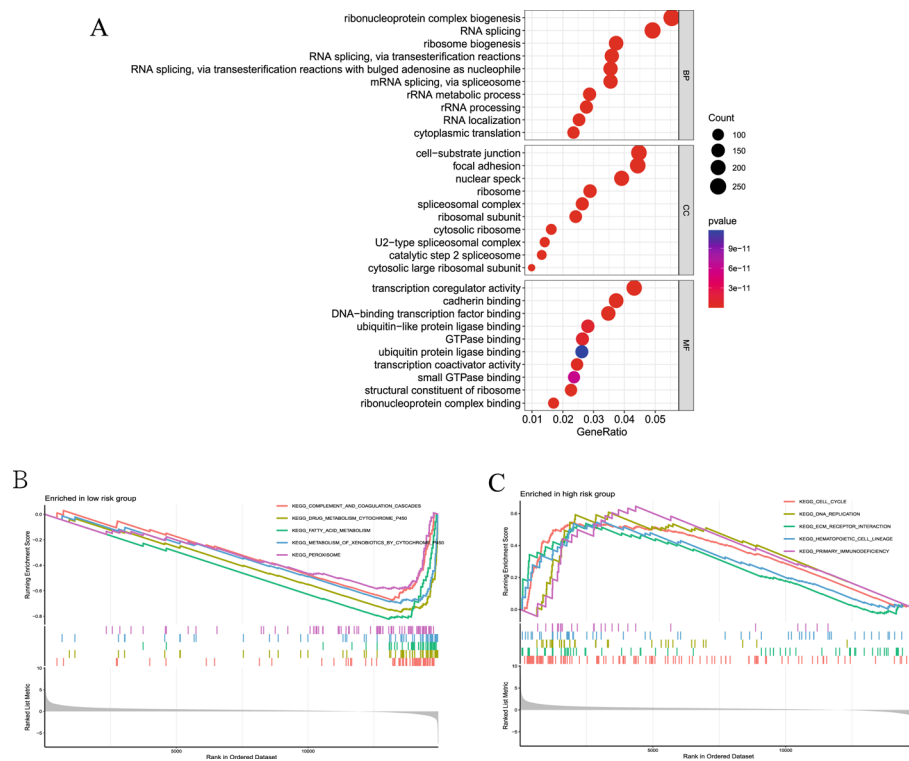 A
ribonucleoprotein complex biogenesis
RNA splicing
ribosome biogenesis
RNA splicing, via transesterification reactions
RNA splicing, via transesterification reactions with bulged adenosine as nucleophile
mRNA splicing, via spliceosome
rRNA metabolic process
rRNA processing
RNA localization
cytoplasmic translation
BP
cell−substrate junction
focal adhesion
nuclear speck
ribosome
spliceosomal complex
ribosomal subunit
cytosolic ribosome
U2−type spliceosomal complex
catalytic step 2 spliceosome
cytosolic large ribosomal subunit
CC
transcription coregulator activity
cadherin binding
DNA−binding transcription factor binding
ubiquitin−like protein ligase binding
GTPase binding
ubiquitin protein ligase binding
transcription coactivator activity
small GTPase binding
structural constituent of ribosome
ribonucleoprotein complex binding
MF
0.01 0.02 0.03 0.04 0.05
GeneRatio
Count
100
150
200
250
pvalue
9e−11
6e−11
3e−11
B
Enriched in low risk group
KEGG_COMPLEMENT_AND_COAGULATION_CASCADES
KEGG_DRUG_METABOLISM_CYTOCHROME_P450
KEGG_FATTY_ACID_METABOLISM
KEGG_METABOLISM_OF_XENOBIOTICS_BY_CYTOCHROME_P450
KEGG_PEROXISOME
Running Enrichment Score
0.0
−0.2
−0.4
−0.6
−0.8
Ranked List Metric
10
5
0
−5
5000 10000
Rank in Ordered Dataset
C
Enriched in high risk group
KEGG_CELL_CYCLE
KEGG_DNA_REPLICATION
KEGG_ECM_RECEPTOR_INTERACTION
KEGG_HEMATOPOIETIC_CELL_LINEAGE
KEGG_PRIMARY_IMMUNODEFICIENCY
Running Enrichment Score
0.6
0.4
0.2
0.0
Ranked List Metric
10
5
0
−5
5000 10000
Rank in Ordered Dataset